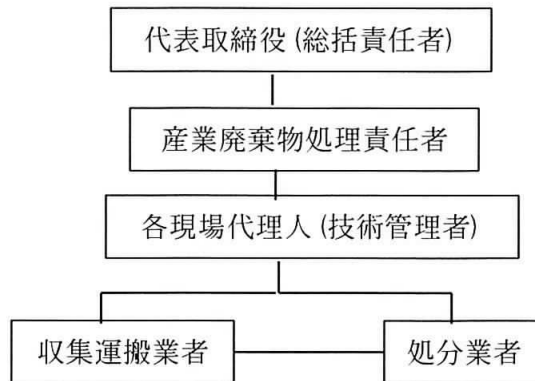 代表取締役 (総括責任者)
産業廃棄物処理責任者
各現場代理人 (技術管理者)
収集運搬業者
処分業者